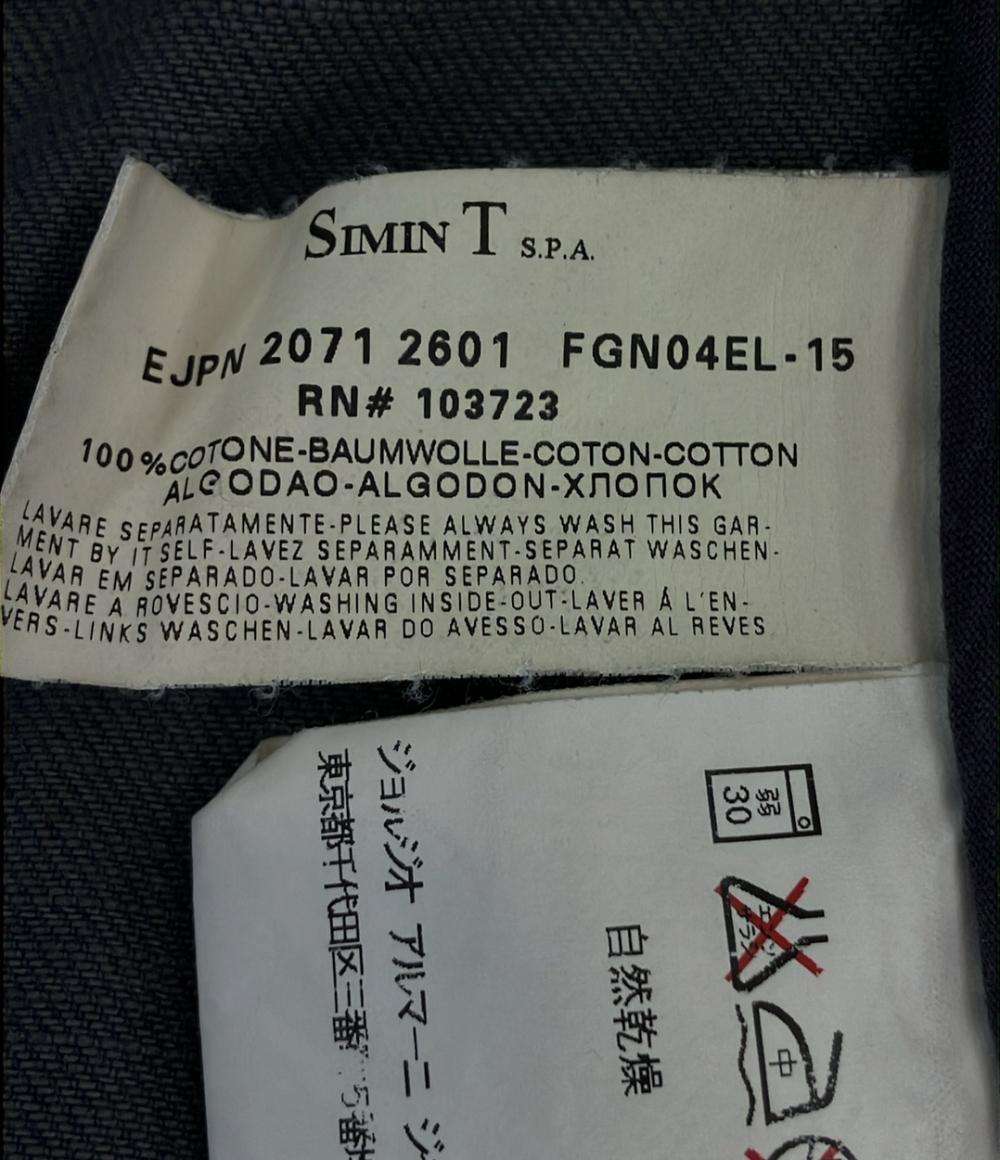 SIMIN T S.P.A.
EJPN 2071 2601 FGN04EL-15
RN# 103723
100%COTONE-BAUMWOLLE-COTON-COTTON
ALGODAO-ALGODON-ХЛОПОК
LAVARE SEPARATAMENTE-PLEASE ALWAYS WASH THIS GAR-
MENT BY IT SELF-LAVEZ SEPARAMMENT-SEPARAT WASCHEN-
LAVAR EM SEPARADO-LAVAR POR SEPARADO.
LAVARE A ROVESCIO-WASHING INSIDE-OUT-LAVER Á L'EN-
VERS-LINKS WASCHEN-LAVAR DO AVESSO-LAVAR AL REVES
弱
30
中
自然乾燥
ジョルジオ アルマーニ
東京都千代田区三番